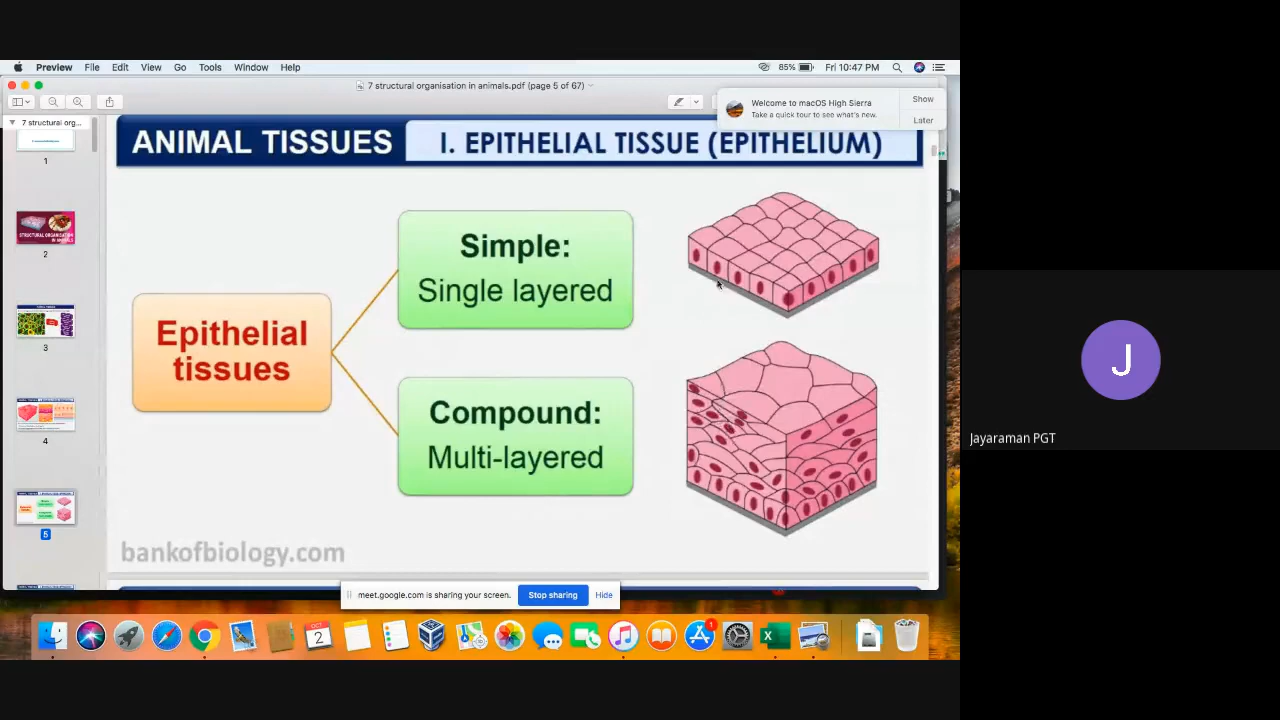 Preview File Edit View Go Tools Window Help
85% Fri 10:47 PM
7 structural organisation in animals.pdf (page 5 of 67)
Welcome to macOS High Sierra
Take a quick tour to see what's new.
Show
Later
7 structural org...
1
2
3
4
5
ANIMAL TISSUES
I. EPITHELIAL TISSUE (EPITHELIUM)
Epithelial
tissues
Simple:
Single layered
Compound:
Multi-layered
bankofbiology.com
meet.google.com is sharing your screen.
Stop sharing
Hide
OCT
2
1
J
Jayaraman PGT